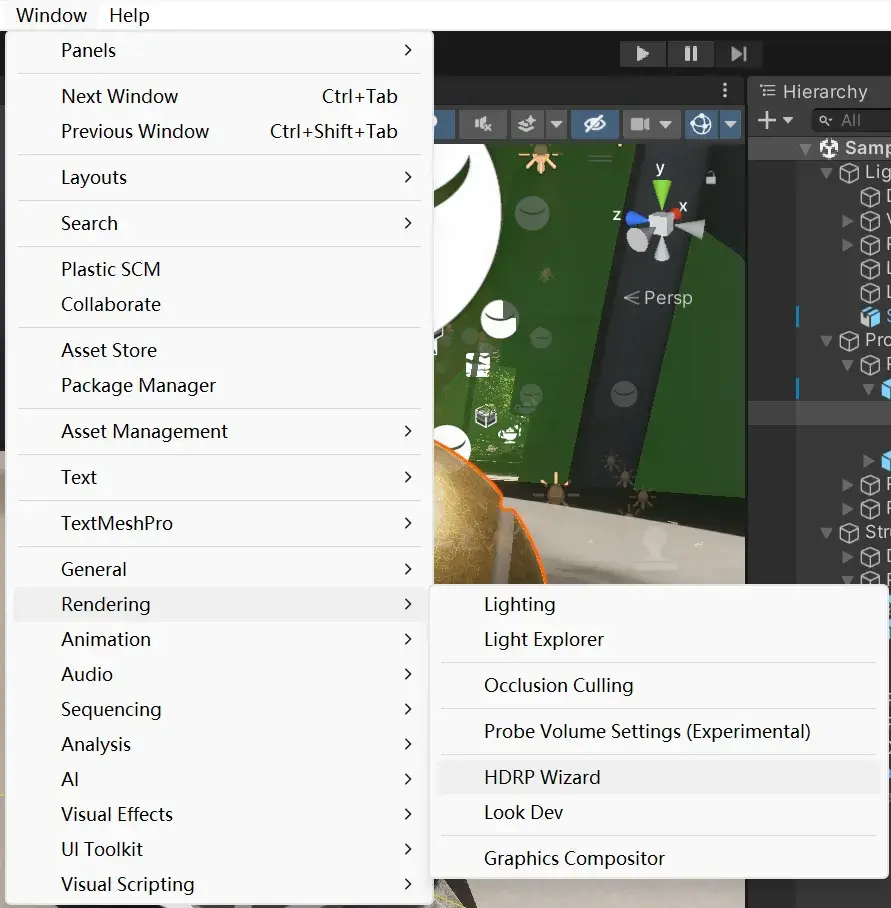 Window Help
Panels
Next Window Ctrl+Tab
Previous Window Ctrl+Shift+Tab
Layouts
Search
Plastic SCM
Collaborate
Asset Store
Package Manager
Asset Management
Text
TextMeshPro
General
Rendering
Animation
Audio
Sequencing
Analysis
AI
Visual Effects
UI Toolkit
Visual Scripting
Lighting
Light Explorer
Occlusion Culling
Probe Volume Settings (Experimental)
HDRP Wizard
Look Dev
Graphics Compositor
y
x
z
Persp
Hierarchy
All
Samp
Lig
Pro
Stru